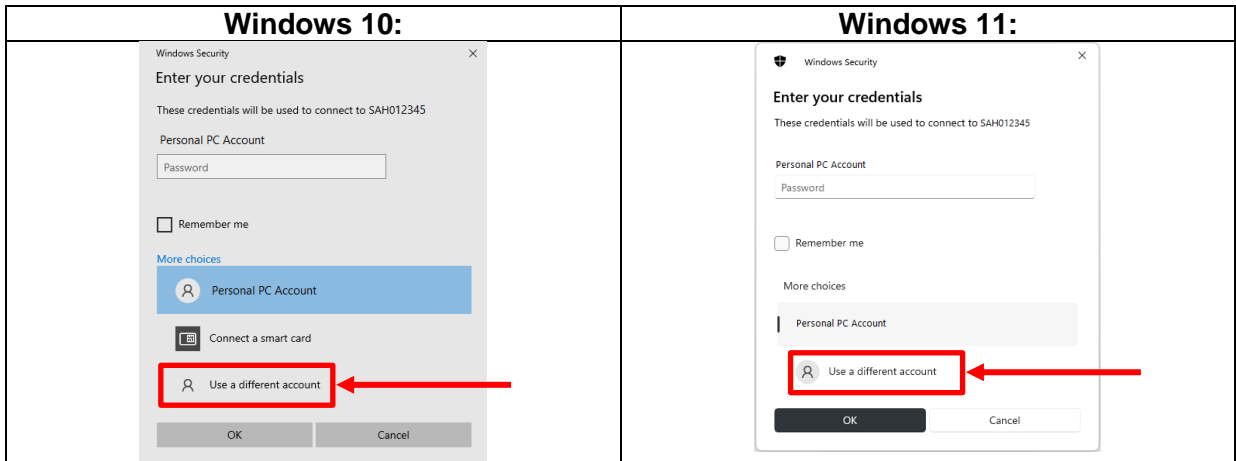 Windows 10:
Windows Security
Enter your credentials
These credentials will be used to connect to SAH012345
Personal PC Account
Password
Remember me
More choices
Personal PC Account
Connect a smart card
Use a different account
OK Cancel
Windows 11:
Windows Security
Enter your credentials
These credentials will be used to connect to SAH012345
Personal PC Account
Password
Remember me
More choices
Personal PC Account
Use a different account
OK Cancel